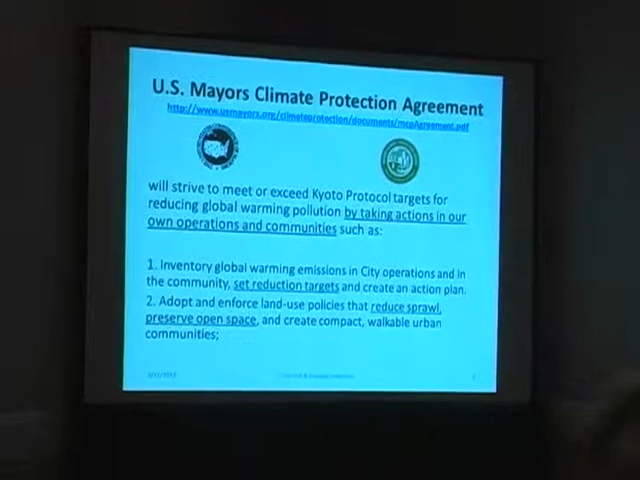 U.S. Mayors Climate Protection Agreement
http://www.usmayors.org/climateprotection/documents/mcpAgreement.pdf
will strive to meet or exceed Kyoto Protocol targets for
reducing global warming pollution by taking actions in our
own operations and communities such as:
1. Inventory global warming emissions in City operations and in
the community, set reduction targets and create an action plan.
2. Adopt and enforce land-use policies that reduce sprawl,
preserve open space, and create compact, walkable urban
communities;